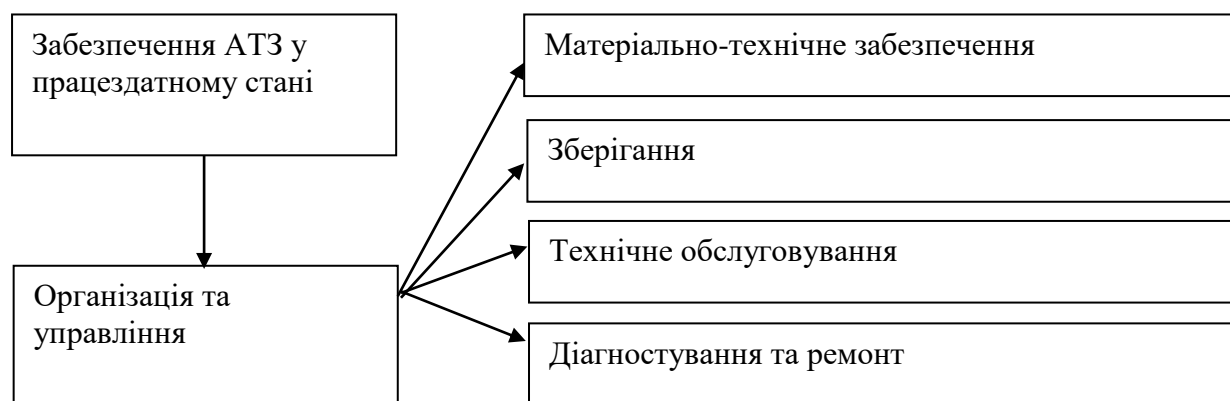 Забезпечення АТЗ у
працездатному стані
Організація та
управління
Матеріально-технічне забезпечення
Зберігання
Технічне обслуговування
Діагностування та ремонт